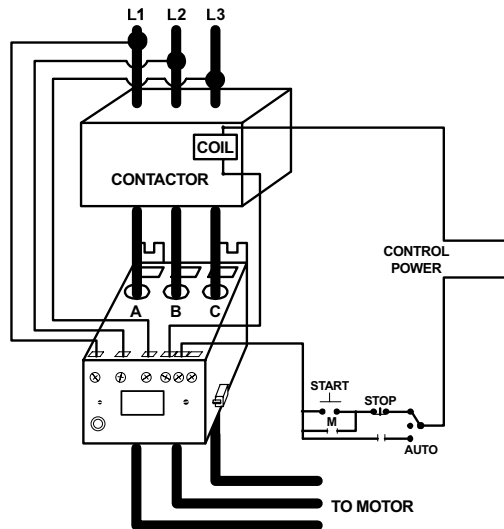 L1 L2 L3
COIL
CONTACTOR
CONTROL
POWER
A B C
START
STOP
M
AUTO
TO MOTOR